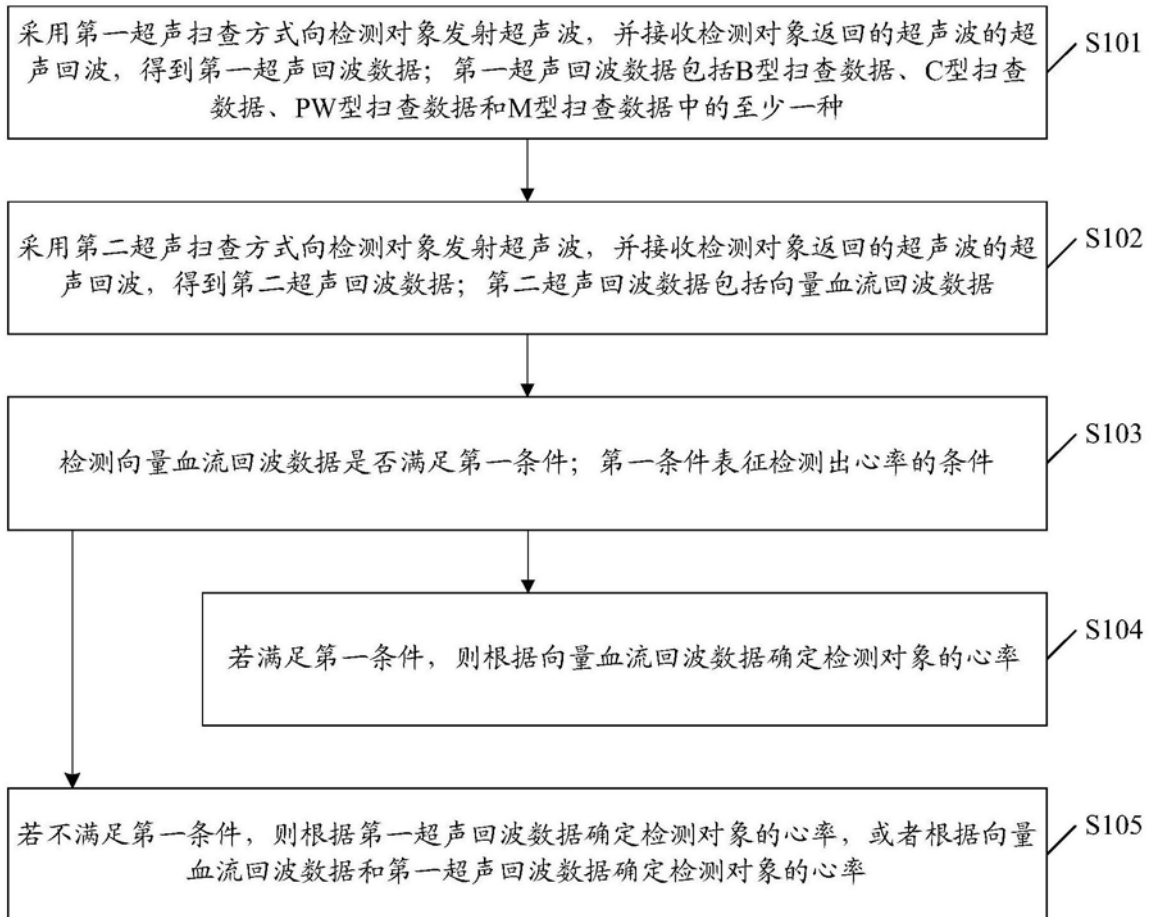 采用第一超声扫查方式向检测对象发射超声波，并接收检测对象返回的超声波的超
声回波，得到第一超声回波数据；第一超声回波数据包括B型扫查数据、C型扫查
数据、PW型扫查数据和M型扫查数据中的至少一种
S101
采用第二超声扫查方式向检测对象发射超声波，并接收检测对象返回的超声波的超
声回波，得到第二超声回波数据；第二超声回波数据包括向量血流回波数据
S102
检测向量血流回波数据是否满足第一条件；第一条件表征检测出心率的条件
S103
若满足第一条件，则根据向量血流回波数据确定检测对象的心率
S104
若不满足第一条件，则根据第一超声回波数据确定检测对象的心率，或者根据向量
血流回波数据和第一超声回波数据确定检测对象的心率
S105